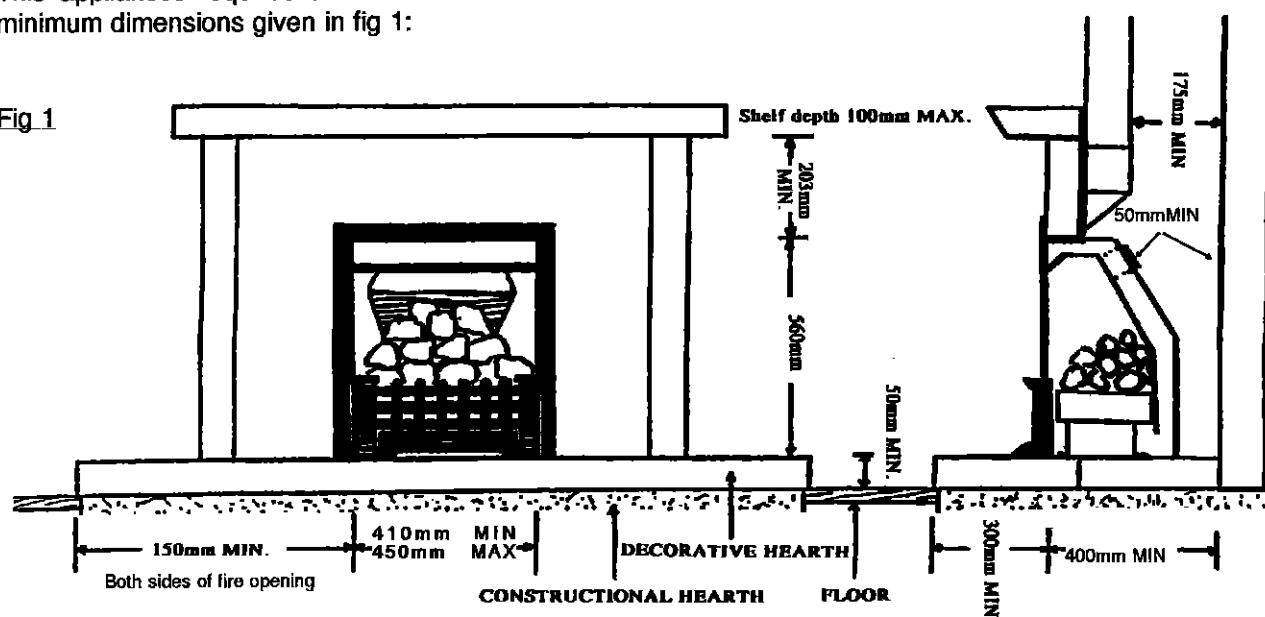 minimum dimensions given in fig 1:
Fig 1
Shelf depth 100mm MAX.
175mm MIN
203mm
MIN.
50mmMIN
560mm
50mm MIN.
150mm MIN.
Both sides of fire opening
410mm MIN
450mm MAX
DECORATIVE HEARTH
CONSTRUCTIONAL HEARTH
FLOOR
300mm MIN
400mm MIN